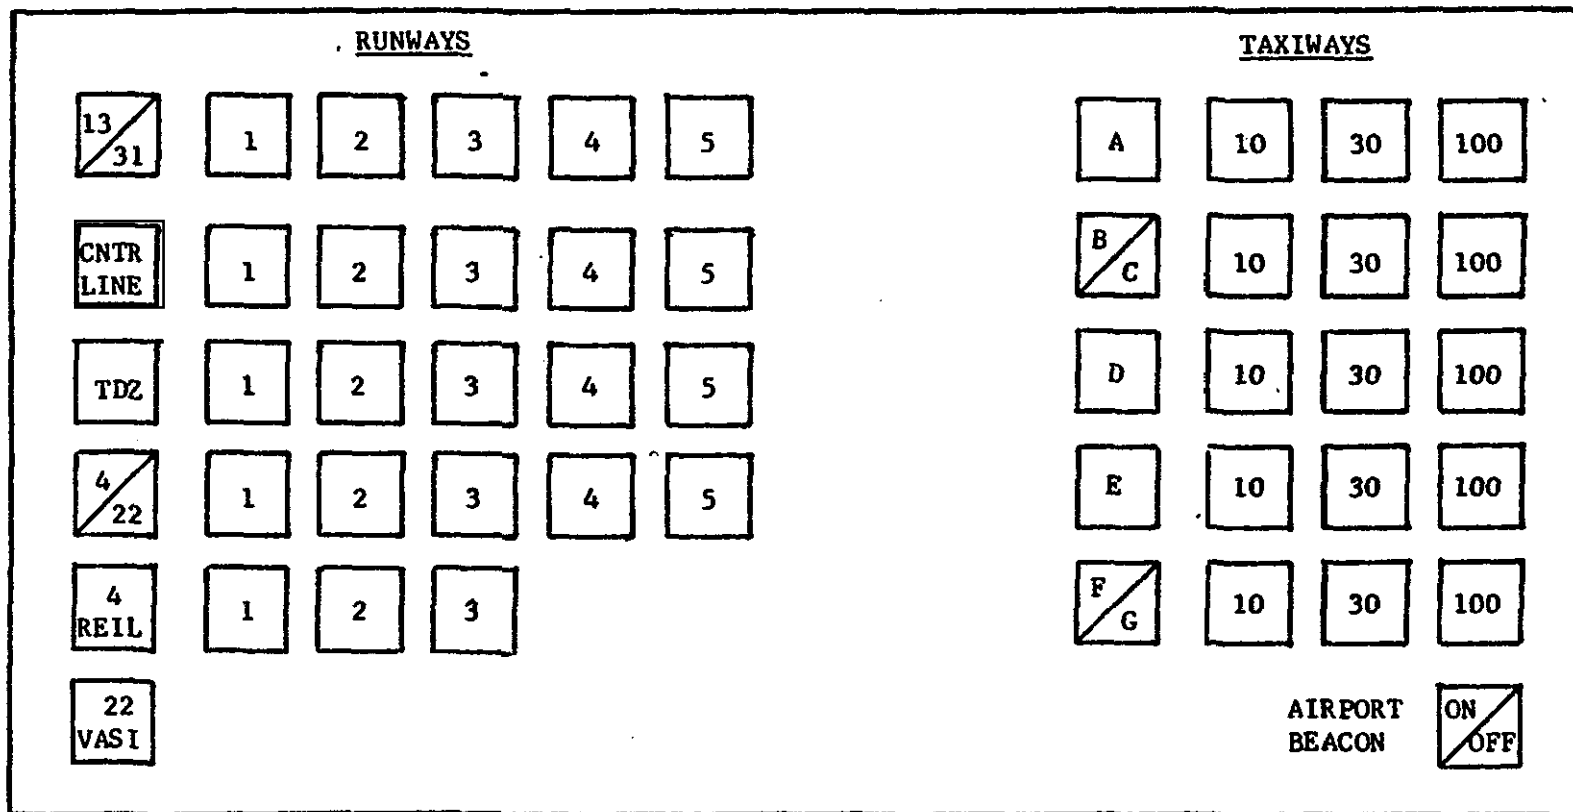 RUNWAYS
TAXIWAYS
13/31 1 2 3 4 5
A 10 30 100
CNTR LINE 1 2 3 4 5
B/C 10 30 100
TDZ 1 2 3 4 5
D 10 30 100
4/22 1 2 3 4 5
E 10 30 100
4 REIL 1 2 3
F/G 10 30 100
22 VASI
AIRPORT BEACON ON/OFF